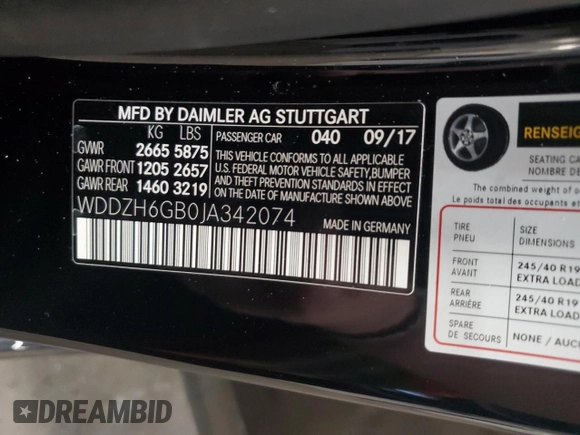 MFD BY DAIMLER AG STUTTGART
KG LBS
GVWR 2665 5875
GAWR FRONT 1205 2657
GAWR REAR 1460 3219
PASSENGER CAR 040 09/17
THIS VEHICLE CONFORMS TO ALL APPLICABLE
U.S. FEDERAL MOTOR VEHICLE SAFETY, BUMPER
AND THEFT PREVENTION STANDARDS IN EFFECT
ON THE DATE OF MANUFACTURE SHOWN ABOVE.
WDDZH6GB0JA342074
MADE IN GERMANY
RENSEIG
SEATING CA
NOMBRE DE
The combined weight of o
Le poids total des occupants et
TIRE
PNEU
SIZE
DIMENSIONS
FRONT
AVANT
245/40 R19
EXTRA LOAD
REAR
ARRIÈRE
245/40 R19
EXTRA LOAD
SPARE
DE SECOURS
NONE / AUCU
DREAMBID